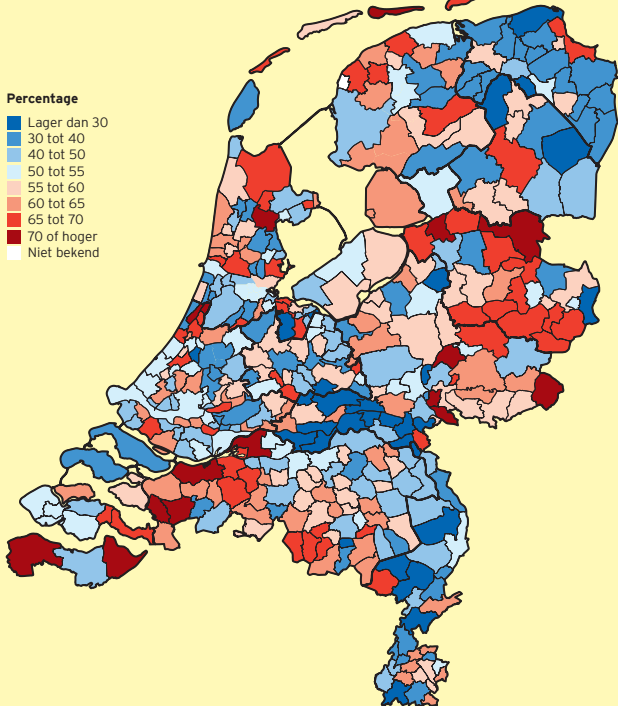 Percentage
Lager dan 30
30 tot 40
40 tot 50
50 tot 55
55 tot 60
60 tot 65
65 tot 70
70 of hoger
Niet bekend